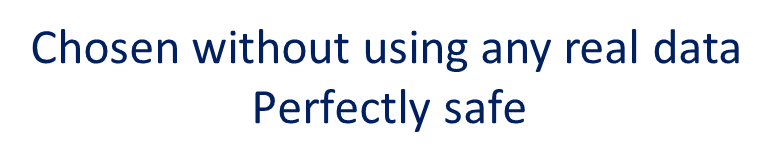 Chosen without using any real data
Perfectly safe